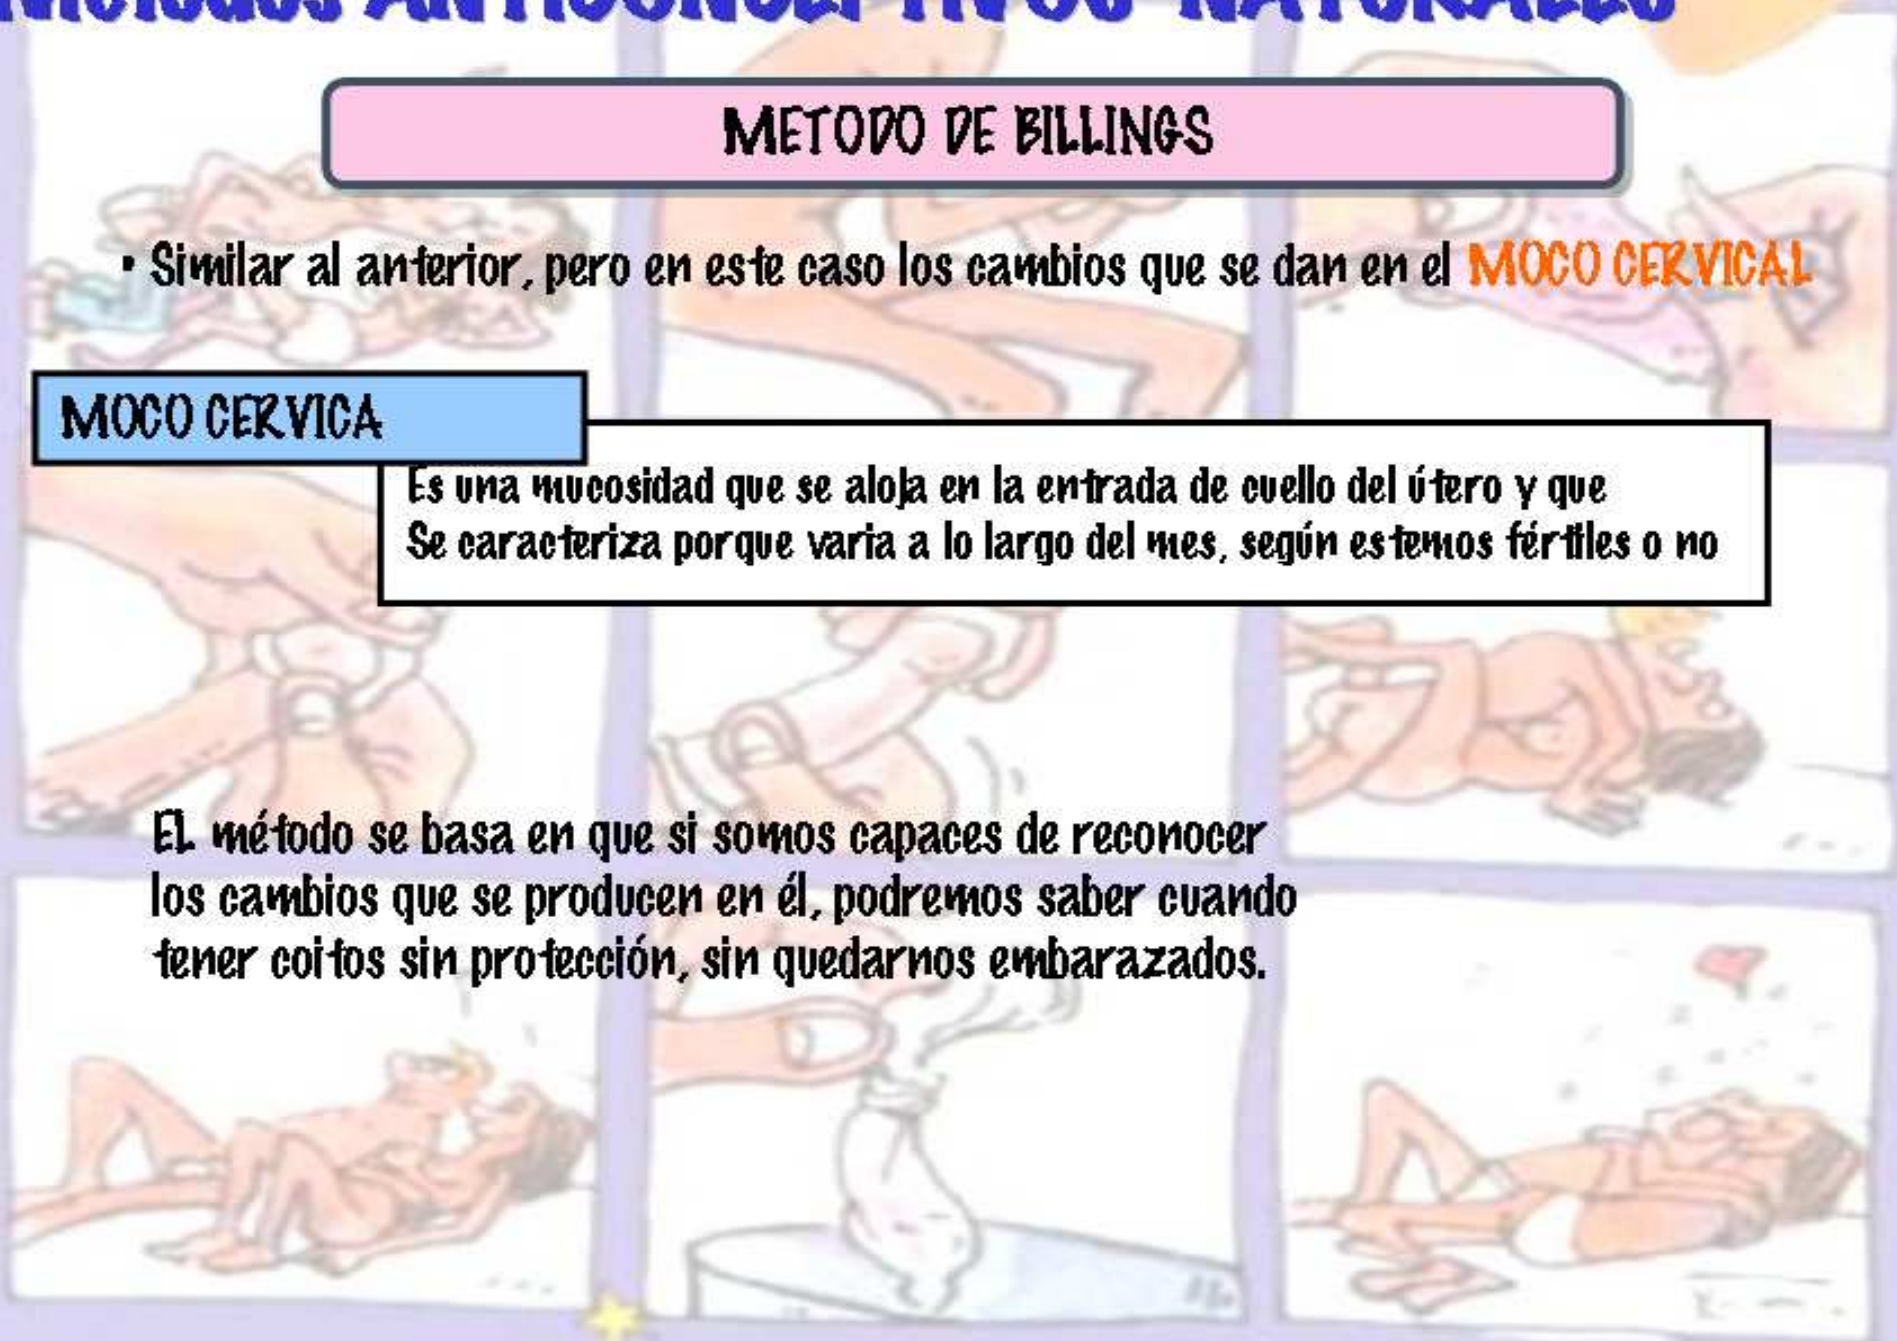 Métodos ANTICONCEPTIVOS NATURALES
METODO DE BILLINGS
• Similar al anterior, pero en este caso los cambios que se dan en el MOCO CERVICAL
MOCO CERVICA
Es una mucosidad que se aloja en la entrada de cuello del útero y que
Se caracteriza porque varia a lo largo del mes, según estemos fértiles o no
EL método se basa en que si somos capaces de reconocer
los cambios que se producen en él, podremos saber cuando
tener coitos sin protección, sin quedarnos embarazados.